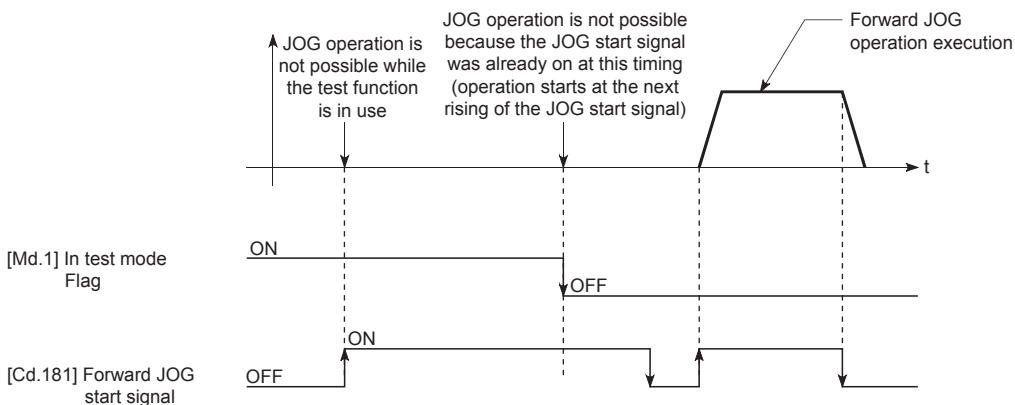 JOG operation is
not possible while
the test function
is in use
JOG operation is not possible
because the JOG start signal
was already on at this timing
(operation starts at the next
rising of the JOG start signal)
Forward JOG
operation execution
t
[Md.1] In test mode
Flag
ON
OFF
[Cd.181] Forward JOG
start signal
OFF
ON